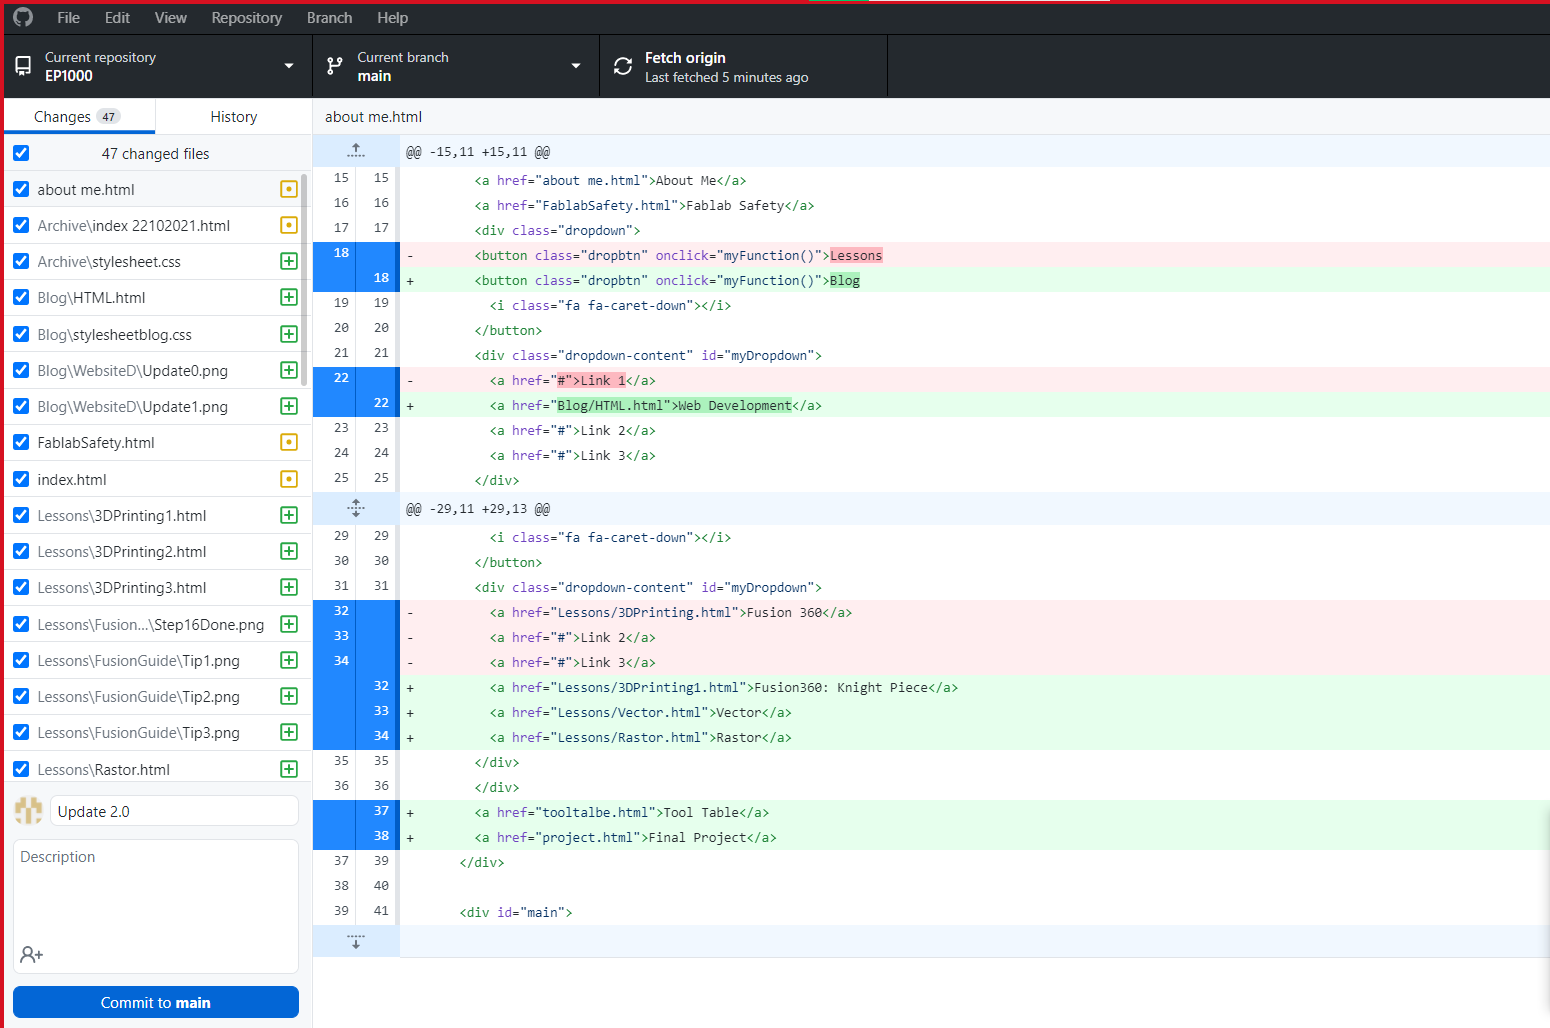 File Edit View Repository Branch Help
Current repository
EP1000
Current branch
main
Fetch origin
Last fetched 5 minutes ago
Changes 47
History
about me.html
47 changed files
about me.html
Archive\index 22102021.html
Archive\stylesheet.css
Blog\HTML.html
Blog\stylesheetblog.css
Blog\WebsiteD\Update0.png
Blog\WebsiteD\Update1.png
FablabSafety.html
index.html
Lessons\3DPrinting1.html
Lessons\3DPrinting2.html
Lessons\3DPrinting3.html
Lessons\Fusion...\Step16Done.png
Lessons\FusionGuide\Tip1.png
Lessons\FusionGuide\Tip2.png
Lessons\FusionGuide\Tip3.png
Lessons\Rastor.html
Update 2.0
Description
Commit to main
@@ -15,11 +15,11 @@
15 15 <a href="about me.html">About Me</a>
16 16 <a href="FablabSafety.html">Fablab Safety</a>
17 17 <div class="dropdown">
18 - <button class="dropbtn" onclick="myFunction()">Lessons
18 + <button class="dropbtn" onclick="myFunction()">Blog
19 19 <i class="fa fa-caret-down"></i>
20 20 </button>
21 21 <div class="dropdown-content" id="myDropdown">
22 - <a href="#">Link 1</a>
22 + <a href="Blog/HTML.html">Web Development</a>
23 23 <a href="#">Link 2</a>
24 24 <a href="#">Link 3</a>
25 25 </div>
@@ -29,11 +29,13 @@
29 29 <i class="fa fa-caret-down"></i>
30 30 </button>
31 31 <div class="dropdown-content" id="myDropdown">
32 - <a href="Lessons/3DPrinting.html">Fusion 360</a>
33 - <a href="#">Link 2</a>
34 - <a href="#">Link 3</a>
32 + <a href="Lessons/3DPrinting1.html">Fusion360: Knight Piece</a>
33 + <a href="Lessons/Vector.html">Vector</a>
34 + <a href="Lessons/Rastor.html">Rastor</a>
35 35 </div>
36 36 </div>
37 + <a href="tooltalbe.html">Tool Table</a>
38 + <a href="project.html">Final Project</a>
37 39 </div>
38 40
39 41 <div id="main">